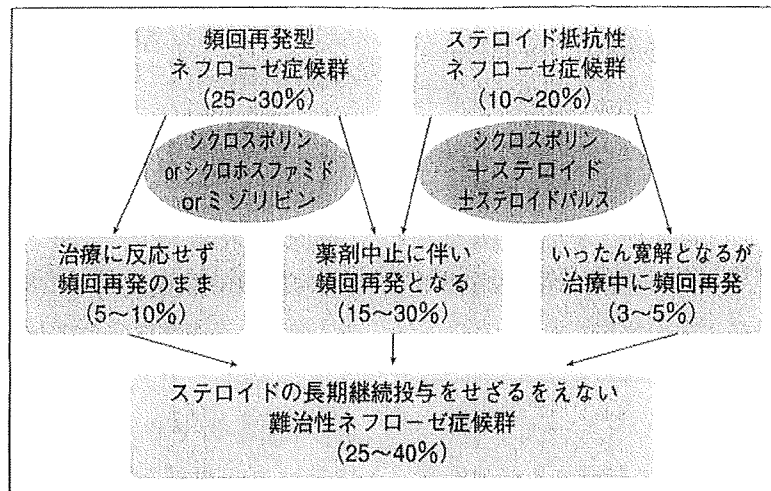 頻回再発型
ネフローゼ症候群
(25〜30%)
ステロイド抵抗性
ネフローゼ症候群
(10〜20%)
シクロスポリン
orシクロホスファミド
orミゾリビン
シクロスポリン
＋ステロイド
±ステロイドパルス
治療に反応せず
頻回再発のまま
(5〜10%)
薬剤中止に伴い
頻回再発となる
(15〜30%)
いったん寛解となるが
治療中に頻回再発
(3〜5%)
ステロイドの長期継続投与をせざるをえない
難治性ネフローゼ症候群
(25〜40%)